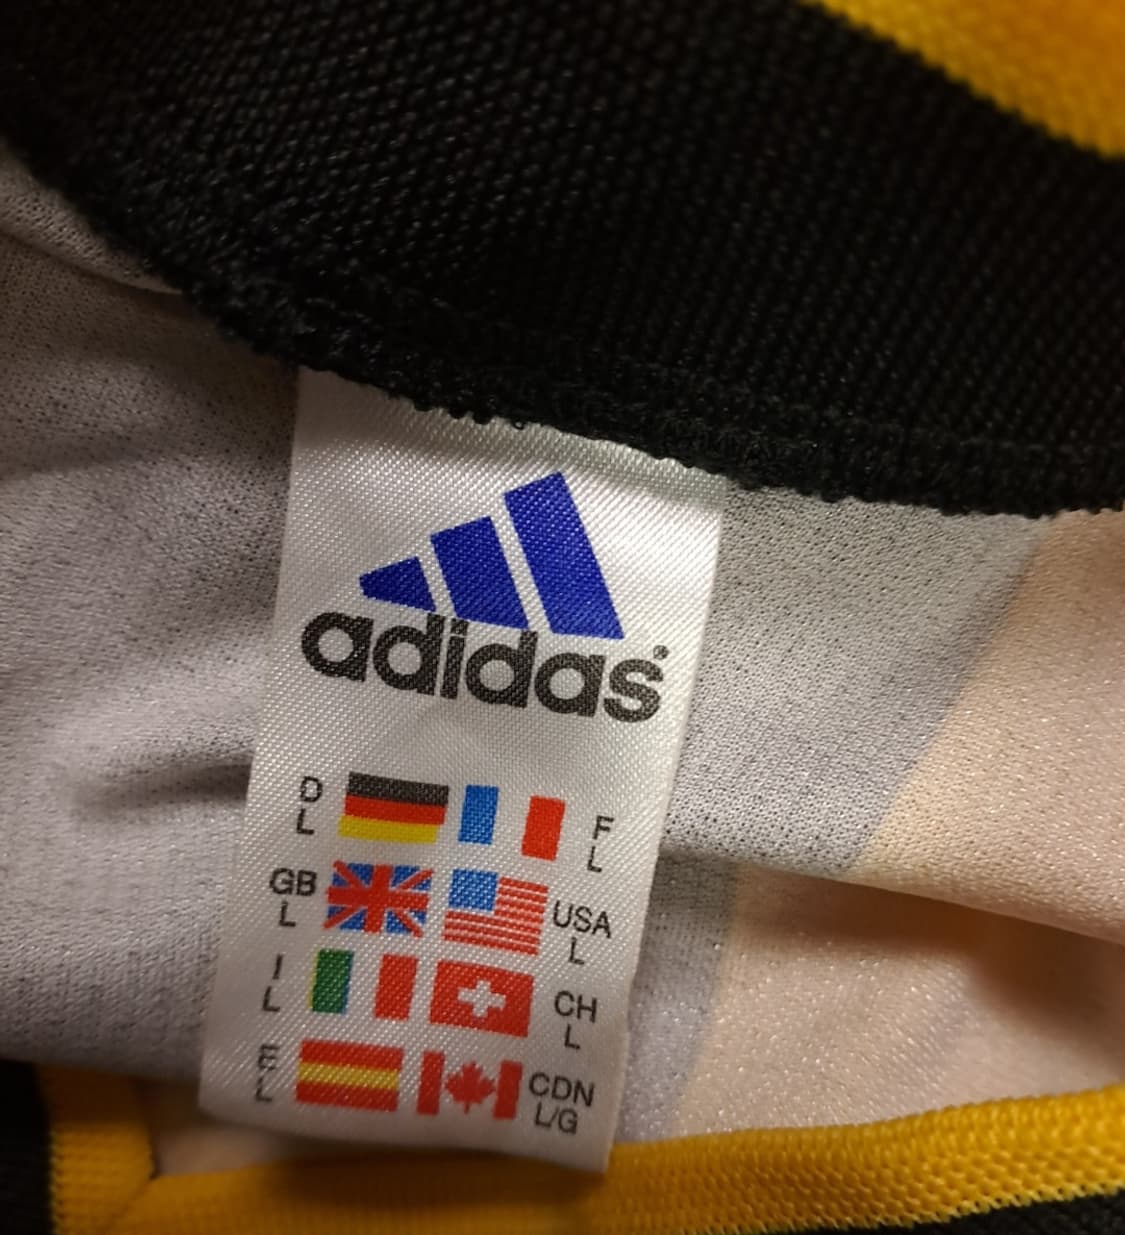 adidas
D F
L L
GB USA
L L
I CH
L L
E CDN
L L/G